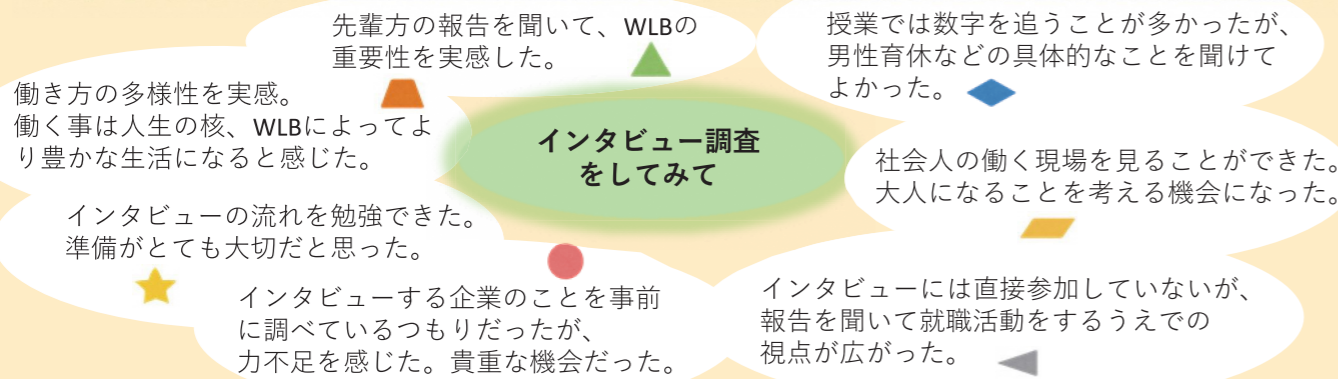 先輩方の報告を聞いて、WLBの
重要性を実感した。
授業では数字を追うことが多かったが、
男性育休などの具体的なことを聞けて
よかった。
働き方の多様性を実感。
働く事は人生の核、WLBによってよ
り豊かな生活になると感じた。
インタビュー調査
をしてみて
社会人の働く現場を見ることができた。
大人になることを考える機会になった。
インタビューの流れを勉強できた。
準備がとても大切だと思った。
インタビューする企業のことを事前
に調べているつもりだったが、
力不足を感じた。貴重な機会だった。
インタビューには直接参加していないが、
報告を聞いて就職活動をするうえでの
視点が広がった。